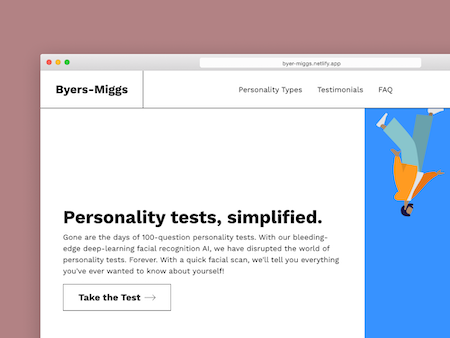 byer-miggs.netlify.app
Byers-Miggs
Personality Types Testimonials FAQ
Personality tests, simplified.
Gone are the days of 100-question personality tests. With our bleeding-
edge deep-learning facial recognition AI, we have disrupted the world of
personality tests. Forever. With a quick facial scan, we'll tell you everything
you've ever wanted to know about yourself!
Take the Test →